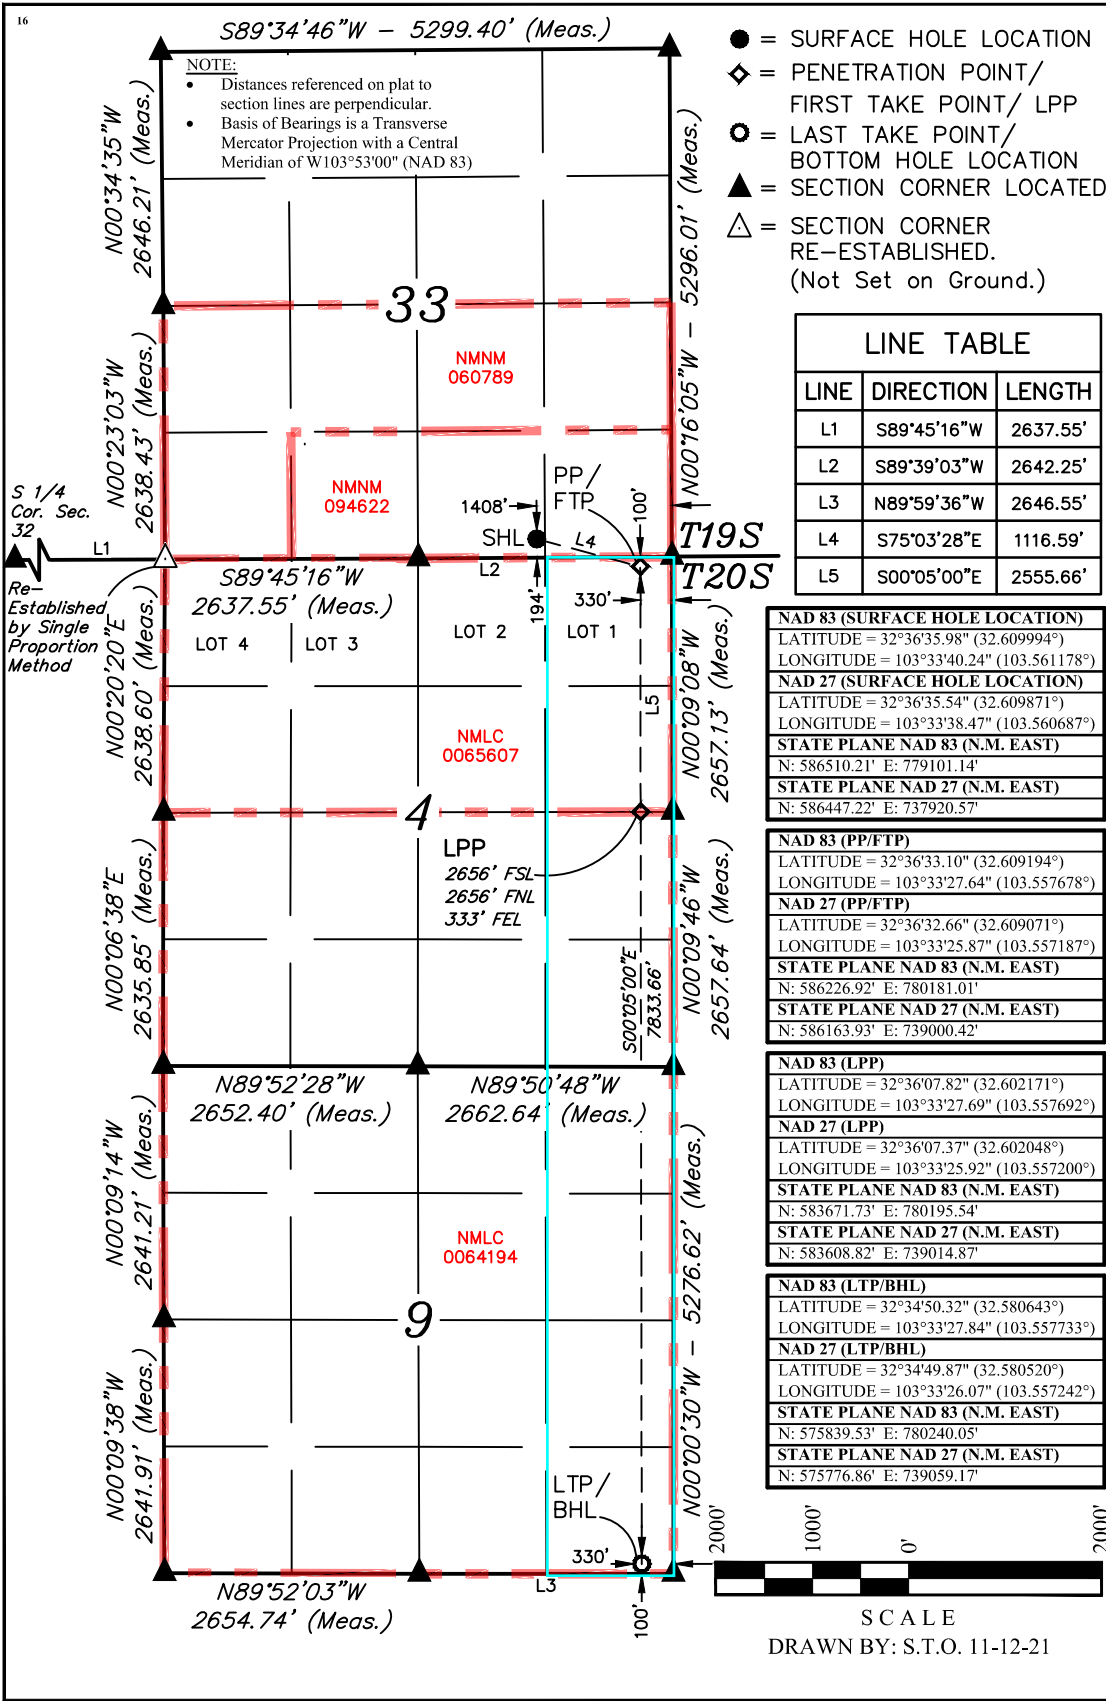 16
S89°34'46"W - 5299.40' (Meas.)
NOTE:
• Distances referenced on plat to
section lines are perpendicular.
• Basis of Bearings is a Transverse
Mercator Projection with a Central
Meridian of W103°53'00" (NAD 83)
= SURFACE HOLE LOCATION
= PENETRATION POINT/
FIRST TAKE POINT/ LPP
= LAST TAKE POINT/
BOTTOM HOLE LOCATION
= SECTION CORNER LOCATED
= SECTION CORNER
RE-ESTABLISHED.
(Not Set on Ground.)
N00°34'35"W
2646.21' (Meas.)
N00°16'05"W - 5296.01' (Meas.)
33
NMNM
060789
N00°23'03"W
2638.43' (Meas.)
NMNM
094622
S 1/4
Cor. Sec.
32
L1
Re-
Established
by Single
Proportion
Method
1408'
SHL
PP/
FTP
L4
100'
T19S
T20S
L2
194'
330'
S89°45'16"W
2637.55' (Meas.)
LOT 4
LOT 3
LOT 2
LOT 1
N00°20'20"E
2638.60' (Meas.)
N00°09'08"W
2657.13' (Meas.)
L5
NMLC
0065607
4
LPP
2656' FSL
2656' FNL
333' FEL
N00°06'38"E
2635.85' (Meas.)
N00°09'46"W
2657.64' (Meas.)
S00°05'00"E
7833.66'
N89°52'28"W
2652.40' (Meas.)
N89°50'48"W
2662.64' (Meas.)
N00°09'14"W
2641.21' (Meas.)
NMLC
0064194
9
N00°00'30"W - 5276.62' (Meas.)
N00°09'38"W
2641.91' (Meas.)
LTP/
BHL
330'
L3
100'
N89°52'03"W
2654.74' (Meas.)
LINE TABLE
LINE DIRECTION LENGTH
L1 S89°45'16"W 2637.55'
L2 S89°39'03"W 2642.25'
L3 N89°59'36"W 2646.55'
L4 S75°03'28"E 1116.59'
L5 S00°05'00"E 2555.66'
NAD 83 (SURFACE HOLE LOCATION)
LATITUDE = 32°36'35.98" (32.609994°)
LONGITUDE = 103°33'40.24" (103.561178°)
NAD 27 (SURFACE HOLE LOCATION)
LATITUDE = 32°36'35.54" (32.609871°)
LONGITUDE = 103°33'38.47" (103.560687°)
STATE PLANE NAD 83 (N.M. EAST)
N: 586510.21' E: 779101.14'
STATE PLANE NAD 27 (N.M. EAST)
N: 586447.22' E: 737920.57'
NAD 83 (PP/FTP)
LATITUDE = 32°36'33.10" (32.609194°)
LONGITUDE = 103°33'27.64" (103.557678°)
NAD 27 (PP/FTP)
LATITUDE = 32°36'32.66" (32.609071°)
LONGITUDE = 103°33'25.87" (103.557187°)
STATE PLANE NAD 83 (N.M. EAST)
N: 586226.92' E: 780181.01'
STATE PLANE NAD 27 (N.M. EAST)
N: 586163.93' E: 739000.42'
NAD 83 (LPP)
LATITUDE = 32°36'07.82" (32.602171°)
LONGITUDE = 103°33'27.69" (103.557692°)
NAD 27 (LPP)
LATITUDE = 32°36'07.37" (32.602048°)
LONGITUDE = 103°33'25.92" (103.557200°)
STATE PLANE NAD 83 (N.M. EAST)
N: 583671.73' E: 780195.54'
STATE PLANE NAD 27 (N.M. EAST)
N: 583608.82' E: 739014.87'
NAD 83 (LTP/BHL)
LATITUDE = 32°34'50.32" (32.580643°)
LONGITUDE = 103°33'27.84" (103.557733°)
NAD 27 (LTP/BHL)
LATITUDE = 32°34'49.87" (32.580520°)
LONGITUDE = 103°33'26.07" (103.557242°)
STATE PLANE NAD 83 (N.M. EAST)
N: 575839.53' E: 780240.05'
STATE PLANE NAD 27 (N.M. EAST)
N: 575776.86' E: 739059.17'
2000' 1000' 0' 2000'
SCALE
DRAWN BY: S.T.O. 11-12-21